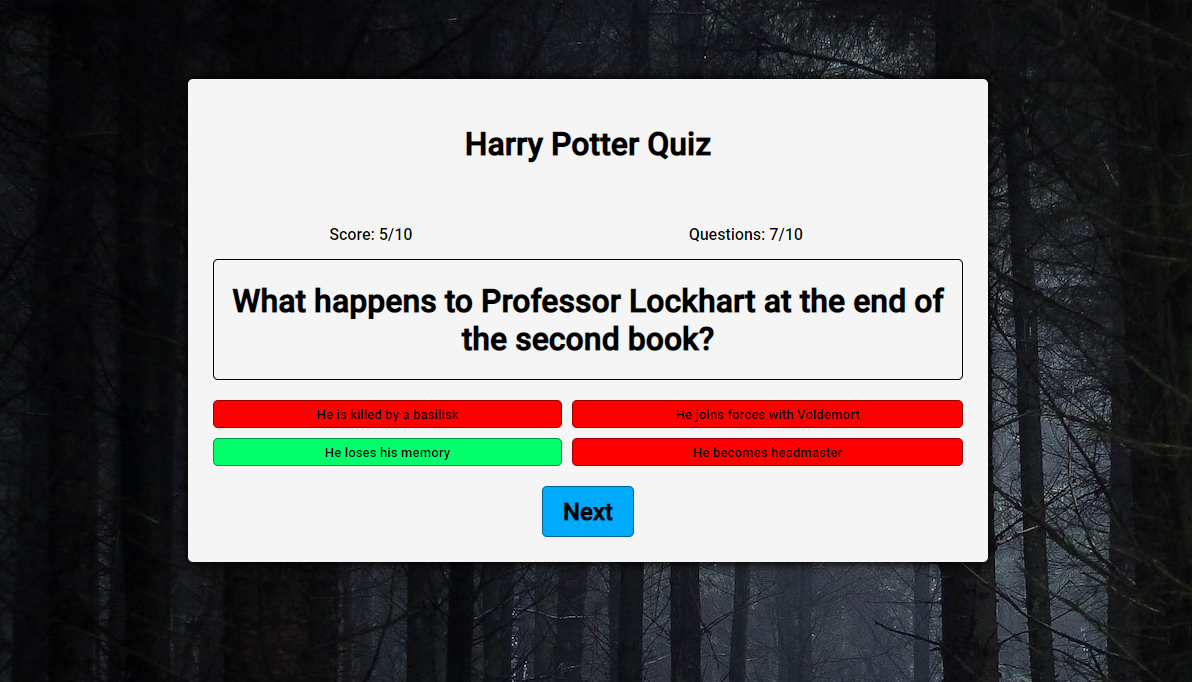 Harry Potter Quiz
Score: 5/10
Questions: 7/10
What happens to Professor Lockhart at the end of
the second book?
He is killed by a basilisk
He joins forces with Voldemort
He loses his memory
He becomes headmaster
Next